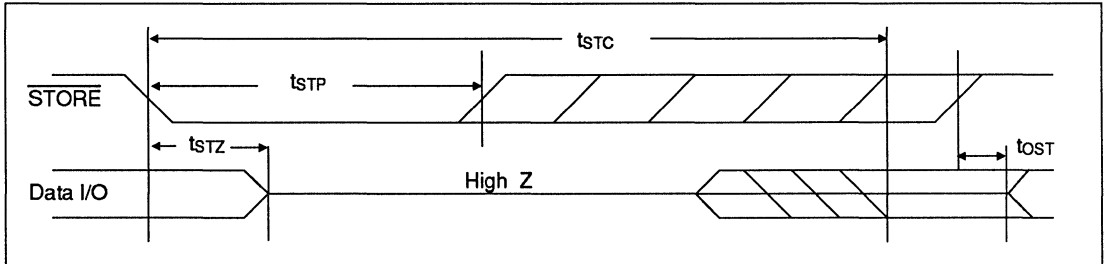 tSTC
tSTP
STORE
tSTZ
tOST
High Z
Data I/O